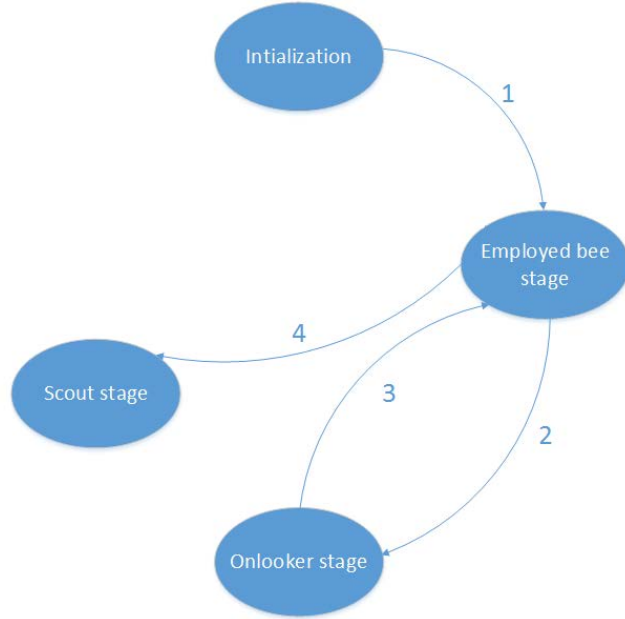 Intialization
1
Employed bee
stage
4
3
Scout stage
2
Onlooker stage